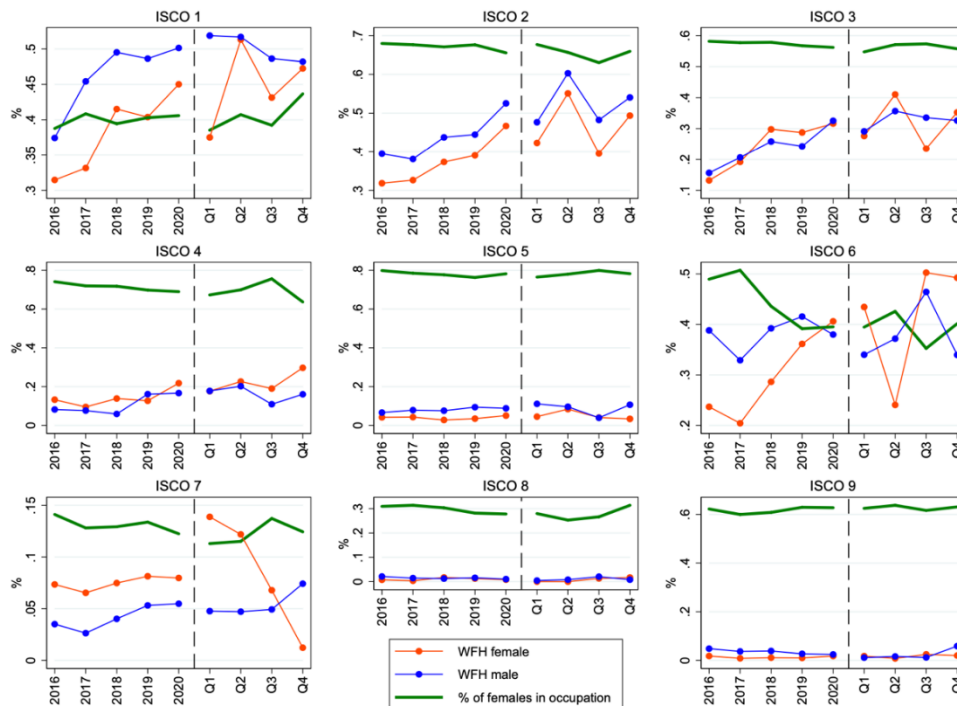 ISCO 1
ISCO 2
ISCO 3
.5
.45
.4
.35
.3
%
2016
2017
2018
2019
2020
Q1
Q2
Q3
Q4
.7
.6
.5
.4
.3
%
2016
2017
2018
2019
2020
Q1
Q2
Q3
Q4
.6
.5
.4
.3
.2
.1
%
2016
2017
2018
2019
2020
Q1
Q2
Q3
Q4
ISCO 4
ISCO 5
ISCO 6
.8
.6
.4
.2
0
%
2016
2017
2018
2019
2020
Q1
Q2
Q3
Q4
.8
.6
.4
.2
0
%
2016
2017
2018
2019
2020
Q1
Q2
Q3
Q4
.5
.4
.3
.2
%
2016
2017
2018
2019
2020
Q1
Q2
Q3
Q4
ISCO 7
ISCO 8
ISCO 9
.15
.1
.05
0
%
2016
2017
2018
2019
2020
Q1
Q2
Q3
Q4
.3
.2
.1
0
%
2016
2017
2018
2019
2020
Q1
Q2
Q3
Q4
.6
.4
.2
0
%
2016
2017
2018
2019
2020
Q1
Q2
Q3
Q4
WFH female
WFH male
% of females in occupation